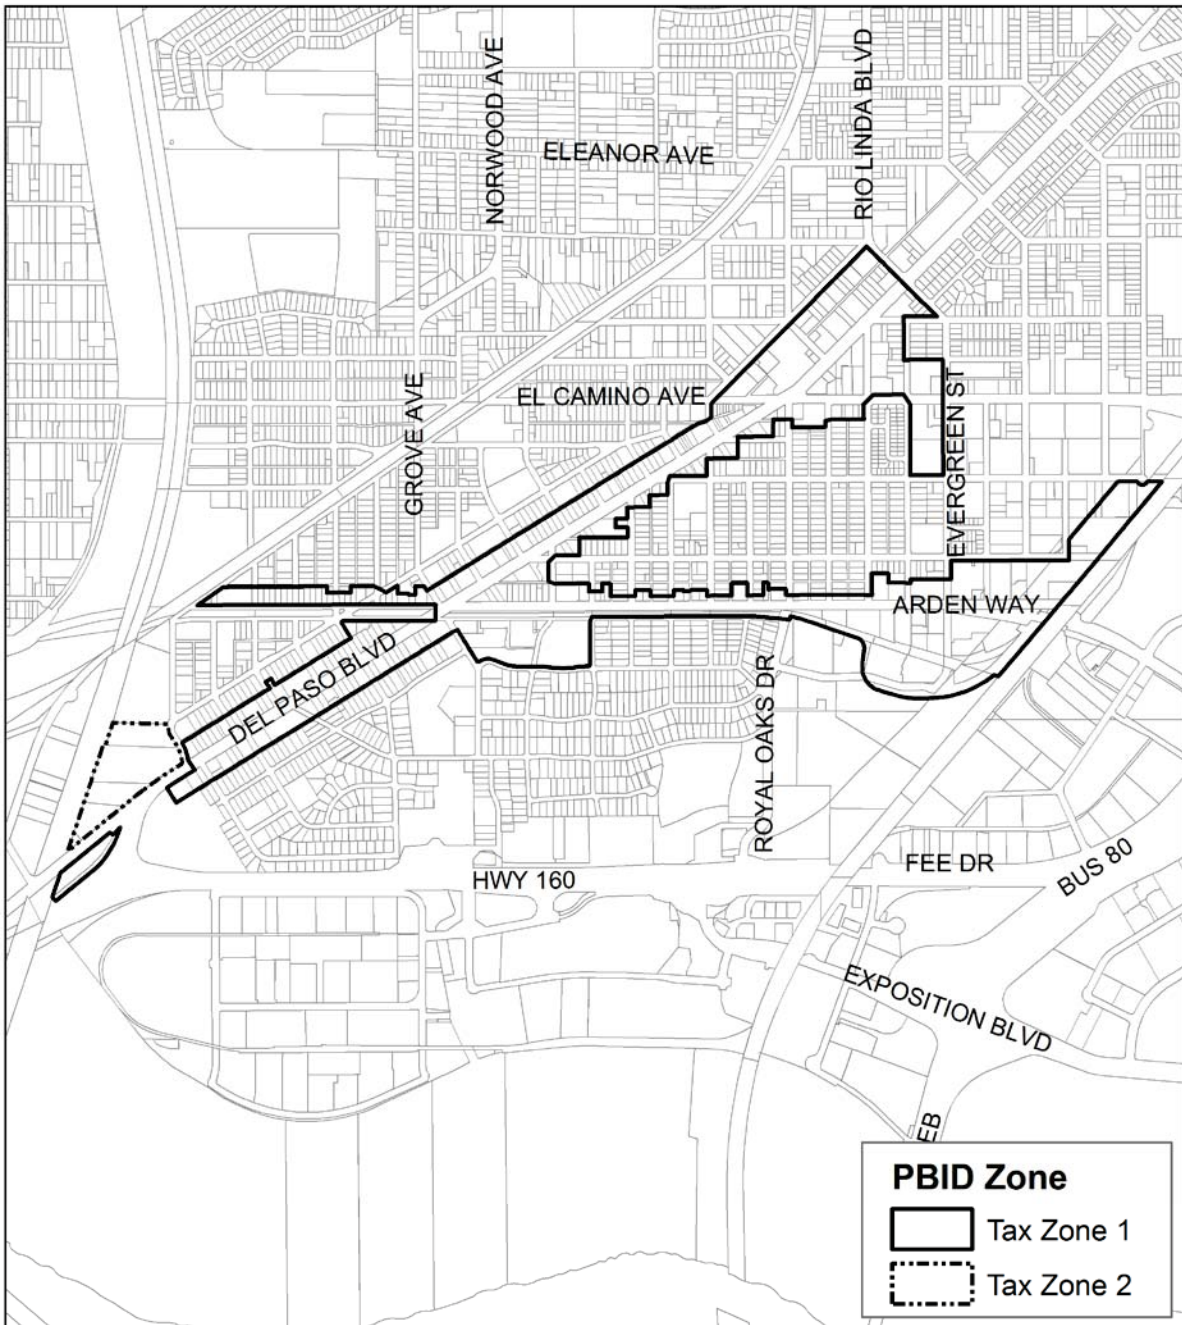 NORWOOD AVE
RIO LINDA BLVD
ELEANOR AVE
EL CAMINO AVE
GROVE AVE
EVERGREEN ST
ARDEN WAY
DEL PASO BLVD
ROYAL OAKS DR
FEE DR
BUS 80
HWY 160
EXPOSITION BLVD
EB
PBID Zone
Tax Zone 1
Tax Zone 2